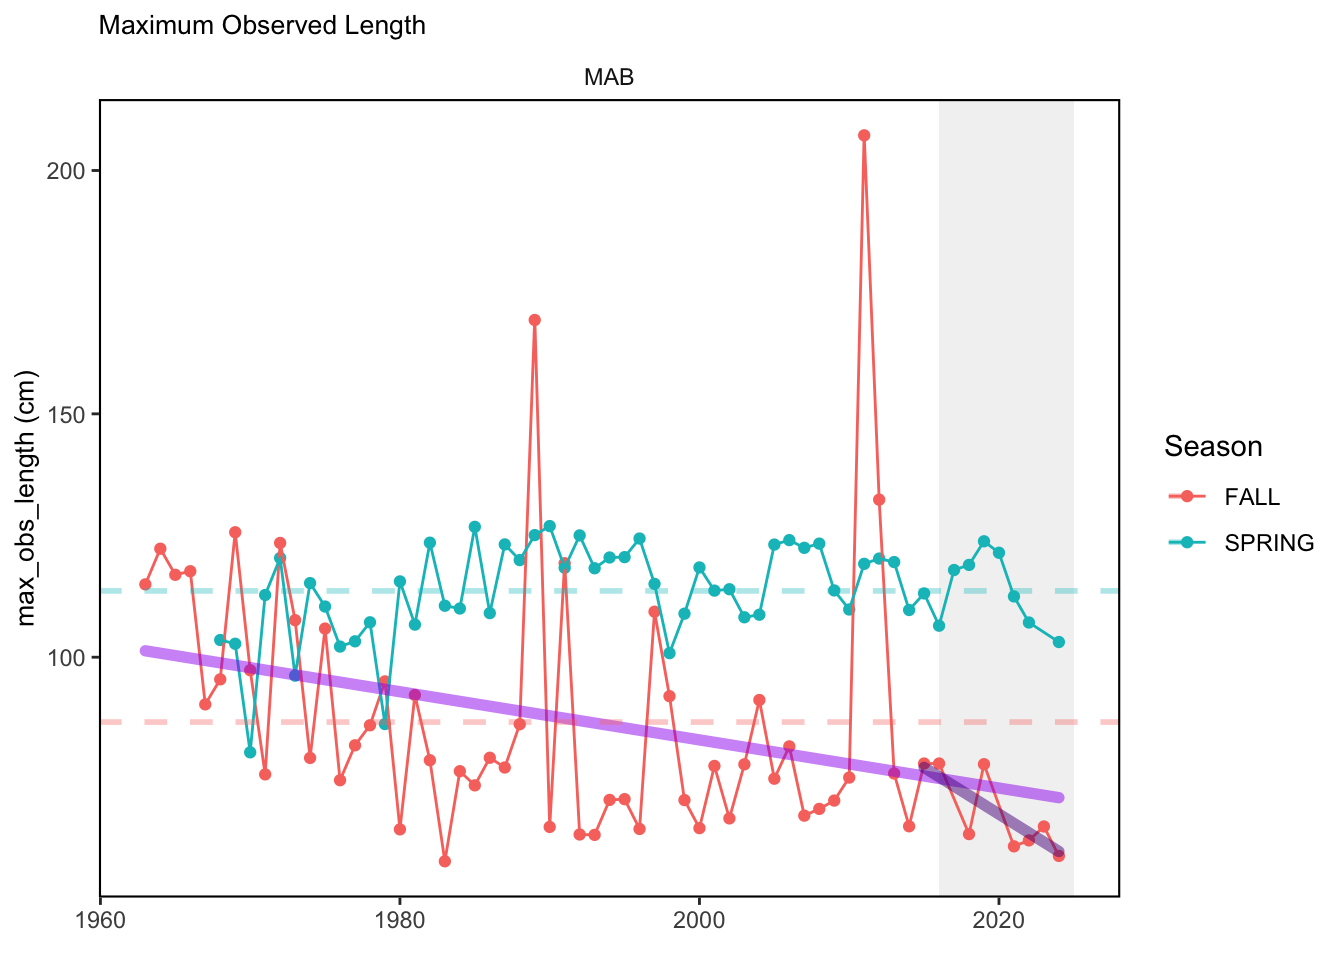 Maximum Observed Length
MAB
max_obs_length (cm)
200
150
100
1960
1980
2000
2020
Season
FALL
SPRING